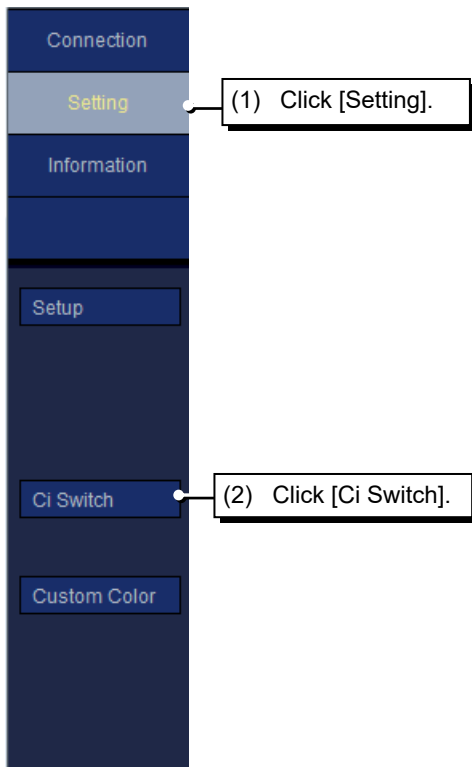 Connection
Setting
(1) Click [Setting].
Information
Setup
Ci Switch
(2) Click [Ci Switch].
Custom Color